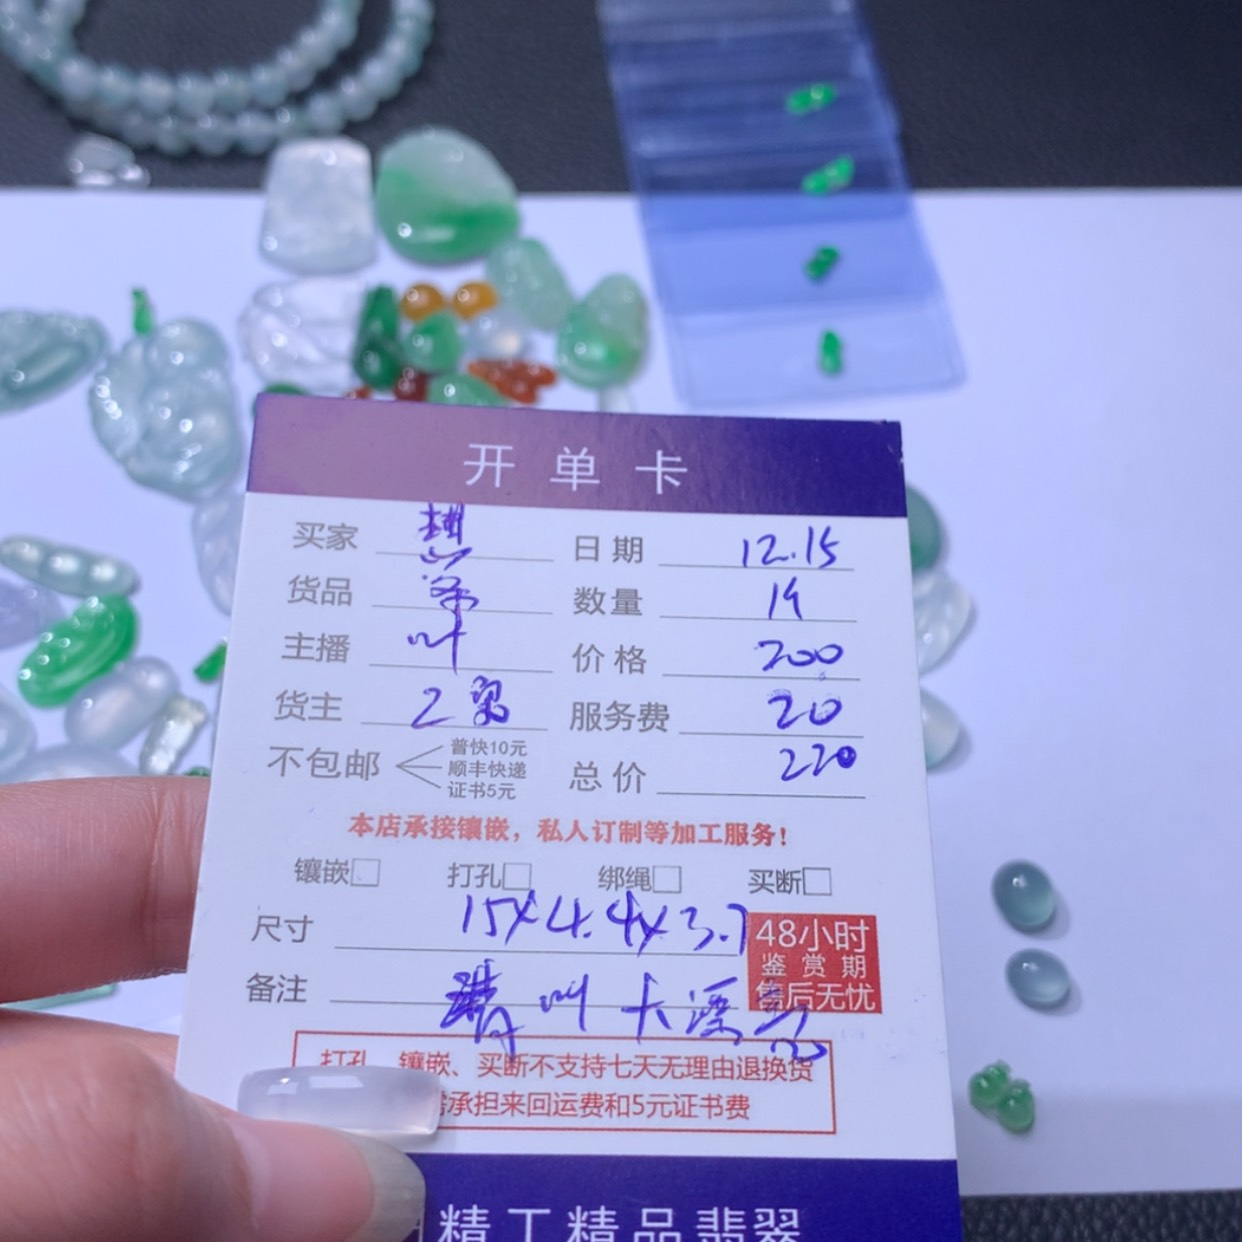 开单卡
买家 日期 12.15
货品 数量
主播 叶 价格 200
货主 服务费 20
不包邮 普快10元 顺丰快递 证书5元 总价 220
本店承接镶嵌，私人订制等加工服务！
镶嵌□ 打孔□ 绑绳□ 买断□
尺寸 15×4.4×3.7
48小时
鉴赏期
售后无忧
备注
打孔、镶嵌、买断不支持七天无理由退换货
承担来回运费和5元证书费
精工精品翡翠